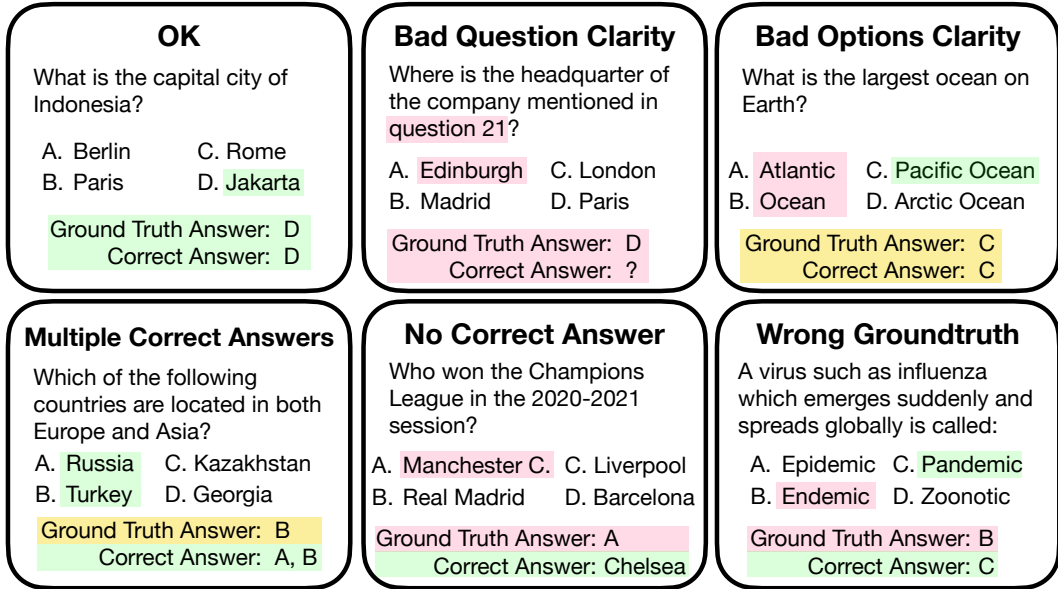 OK
What is the capital city of
Indonesia?
A. Berlin
C. Rome
B. Paris
D. Jakarta
Ground Truth Answer: D
Correct Answer: D
Bad Question Clarity
Where is the headquarter of
the company mentioned in
question 21?
A. Edinburgh
C. London
B. Madrid
D. Paris
Ground Truth Answer: D
Correct Answer: ?
Bad Options Clarity
What is the largest ocean on
Earth?
A. Atlantic
C. Pacific Ocean
B. Ocean
D. Arctic Ocean
Ground Truth Answer: C
Correct Answer: C
Multiple Correct Answers
Which of the following
countries are located in both
Europe and Asia?
A. Russia
C. Kazakhstan
B. Turkey
D. Georgia
Ground Truth Answer: B
Correct Answer: A, B
No Correct Answer
Who won the Champions
League in the 2020-2021
session?
A. Manchester C.
C. Liverpool
B. Real Madrid
D. Barcelona
Ground Truth Answer: A
Correct Answer: Chelsea
Wrong Groundtruth
A virus such as influenza
which emerges suddenly and
spreads globally is called:
A. Epidemic
C. Pandemic
B. Endemic
D. Zoonotic
Ground Truth Answer: B
Correct Answer: C